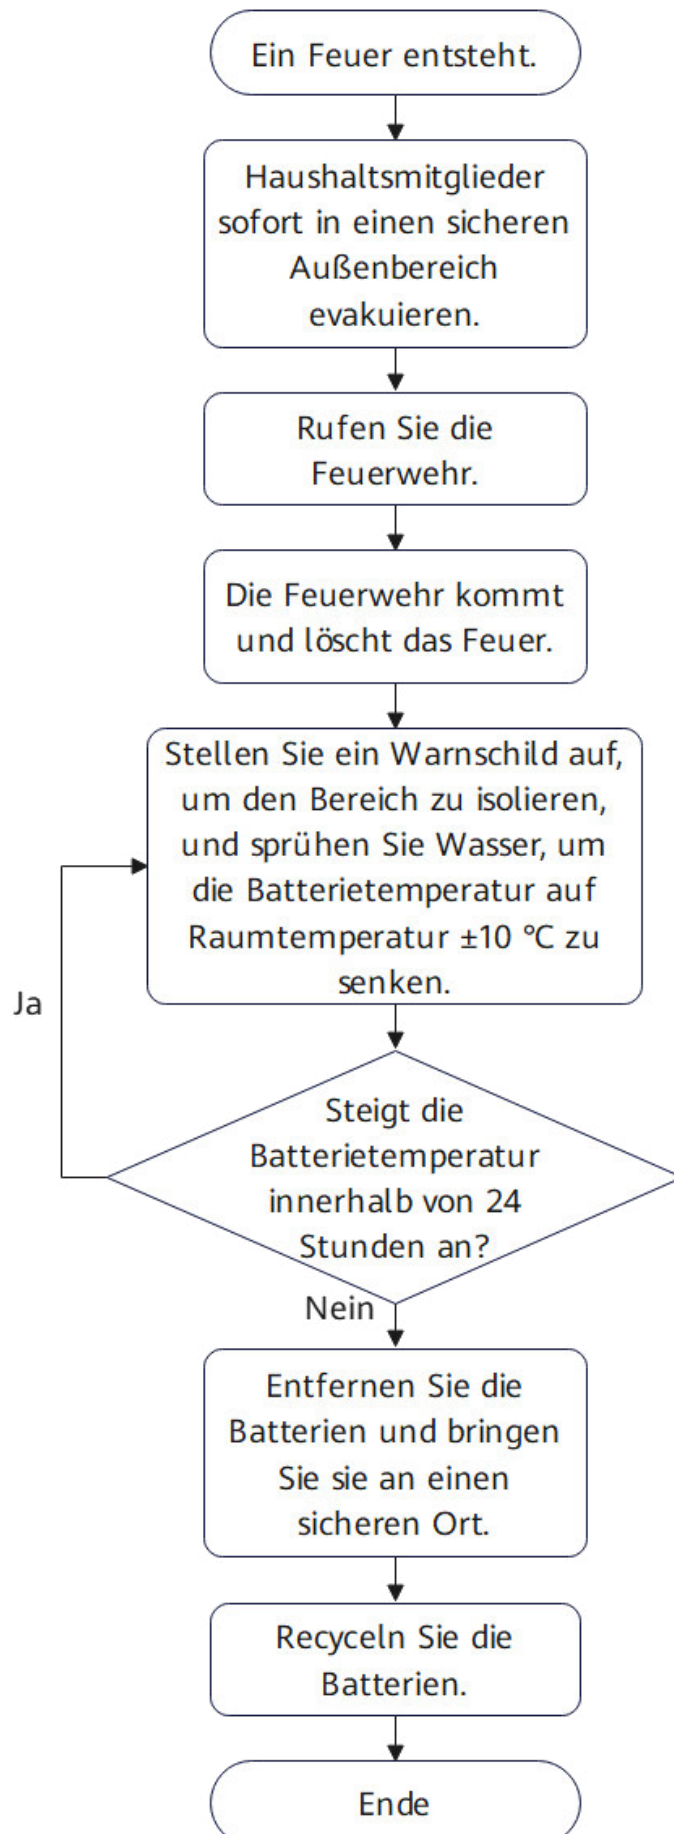 Ein Feuer entsteht.
Haushaltsmitglieder
sofort in einen sicheren
Außenbereich
evakuieren.
Rufen Sie die
Feuerwehr.
Die Feuerwehr kommt
und löscht das Feuer.
Stellen Sie ein Warnschild auf,
um den Bereich zu isolieren,
und sprühen Sie Wasser, um
die Batterietemperatur auf
Raumtemperatur ±10 °C zu
senken.
Ja
Steigt die
Batterietemperatur
innerhalb von 24
Stunden an?
Nein
Entfernen Sie die
Batterien und bringen
Sie sie an einen
sicheren Ort.
Recyceln Sie die
Batterien.
Ende